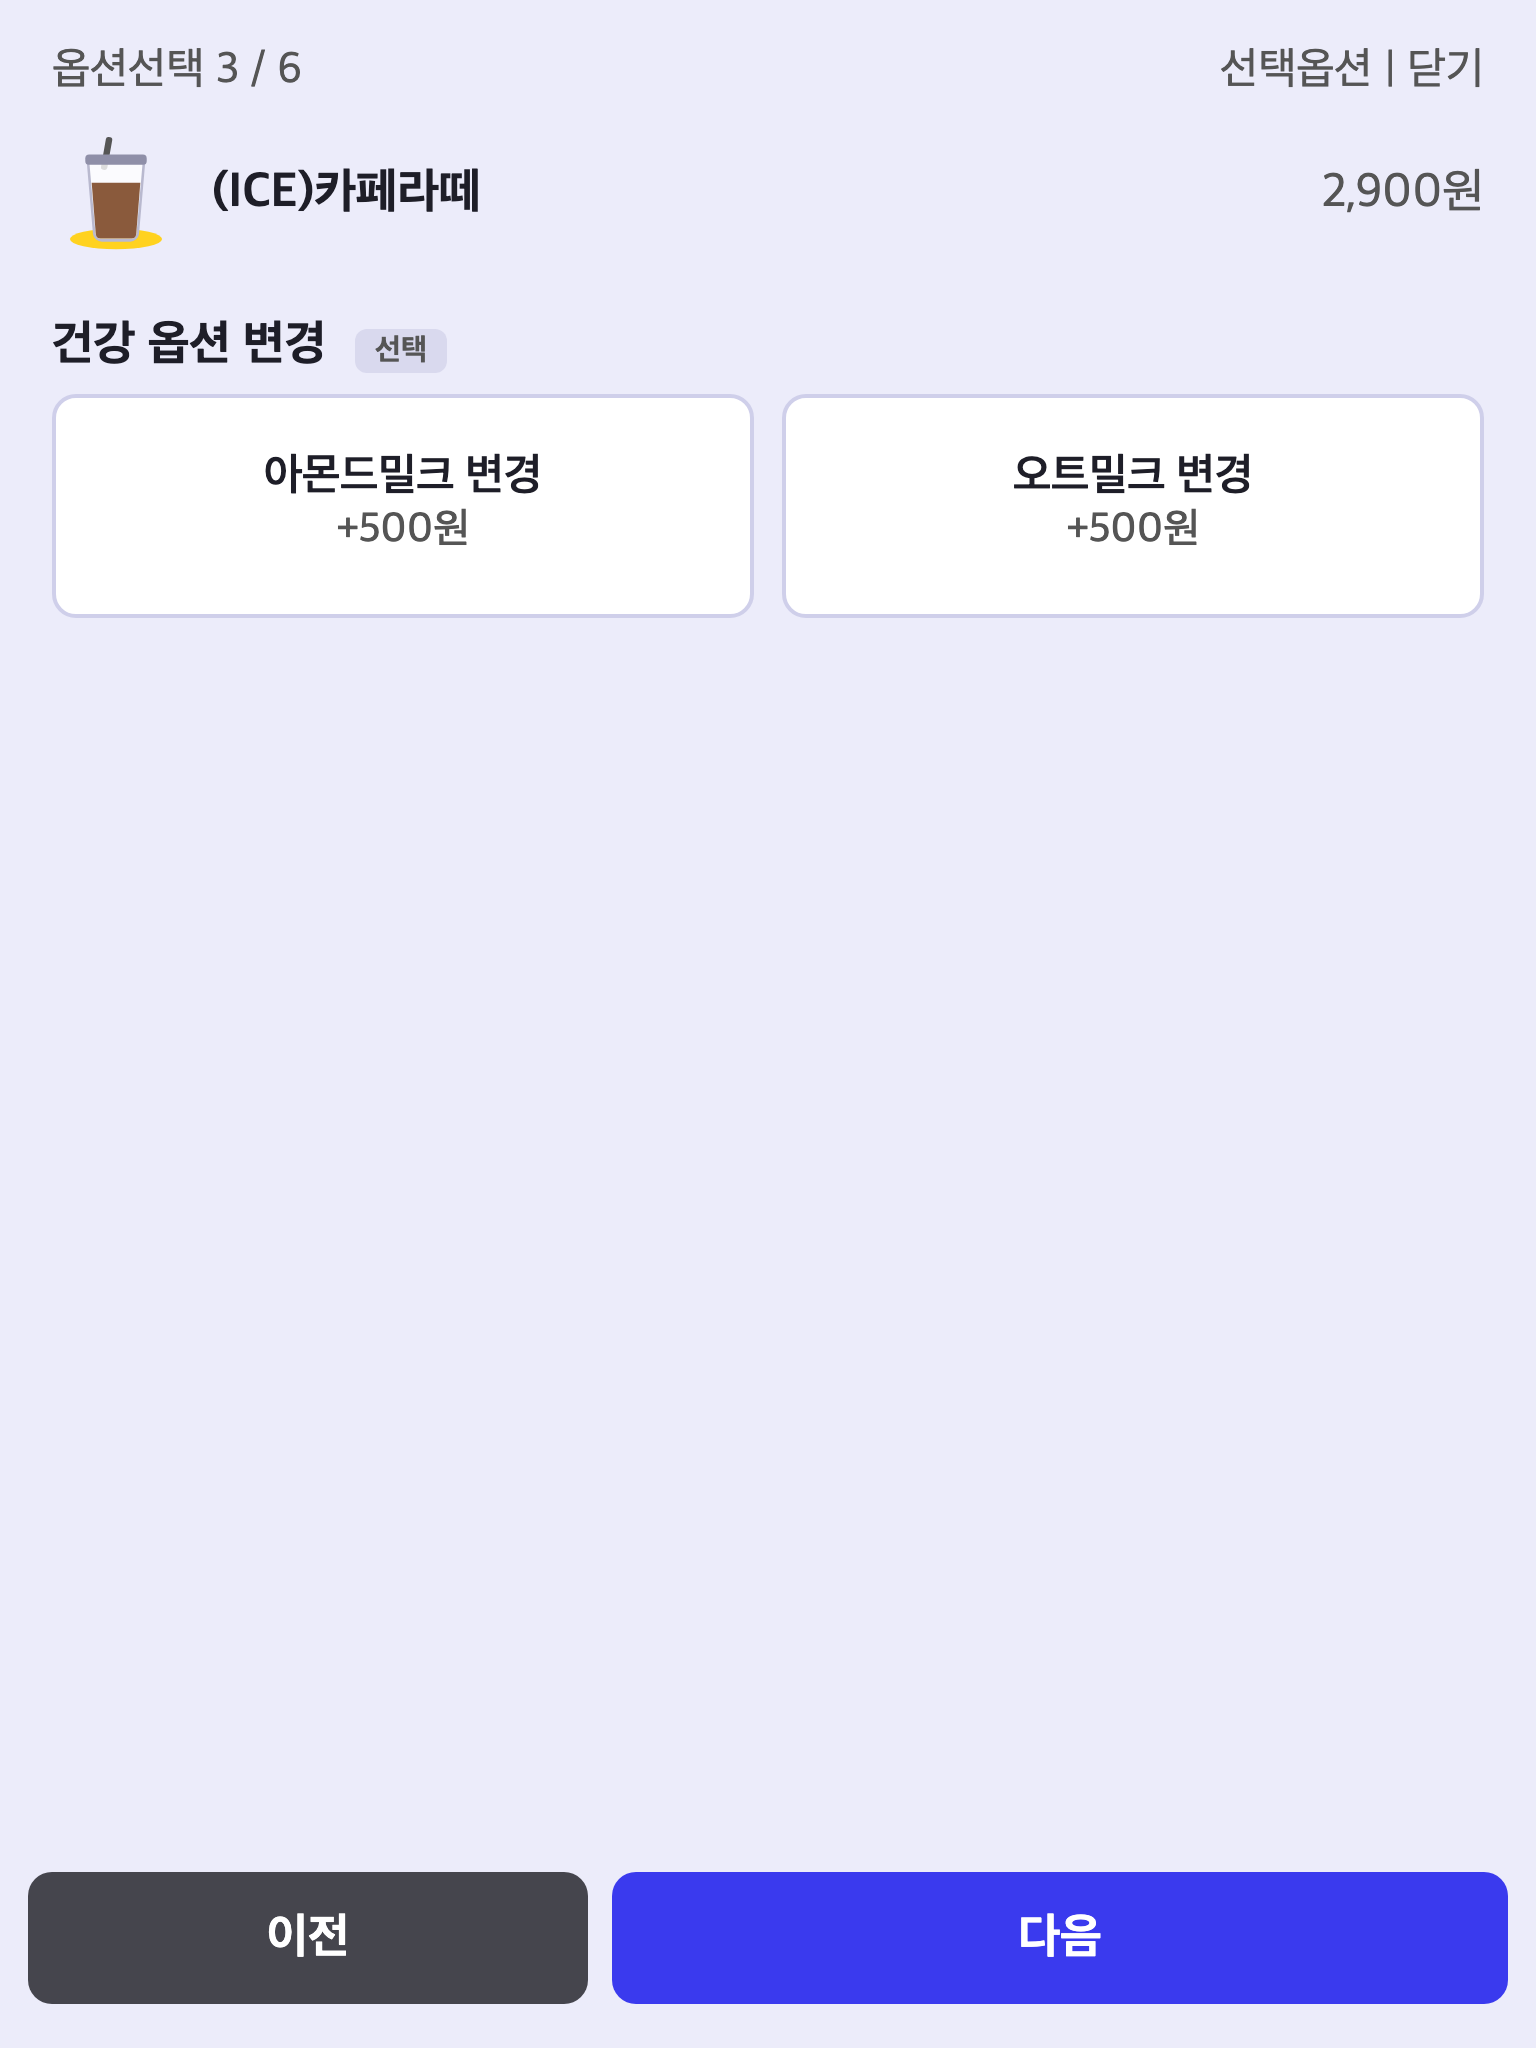 옵션선택 3 / 6
선택옵션 | 닫기
(ICE)카페라떼
2,900원
건강 옵션 변경 선택
아몬드밀크 변경
+500원
오트밀크 변경
+500원
이전
다음